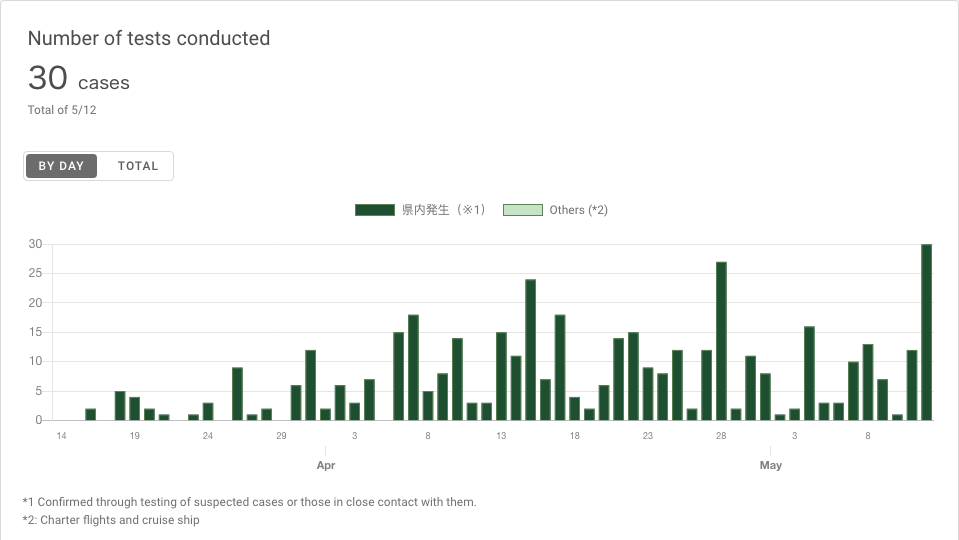 Number of tests conducted
30 cases
Total of 5/12
BY DAY TOTAL
県内発生（※1） Others (*2)
30
25
20
15
10
5
0
14 19 24 29 3 8 13 18 23 28 3 8
Apr May
*1 Confirmed through testing of suspected cases or those in close contact with them.
*2: Charter flights and cruise ship